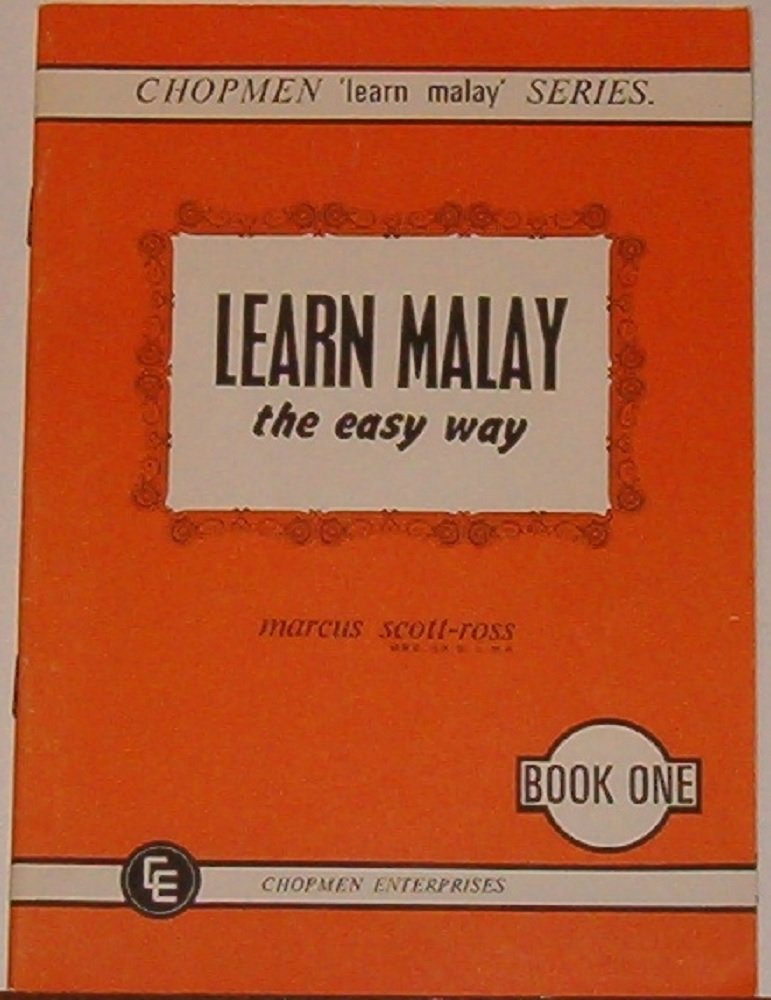 CHOPMEN 'learn malay' SERIES.
LEARN MALAY
the easy way
marcus scott-ross
BOOK ONE
CE
CHOPMEN ENTERPRISES